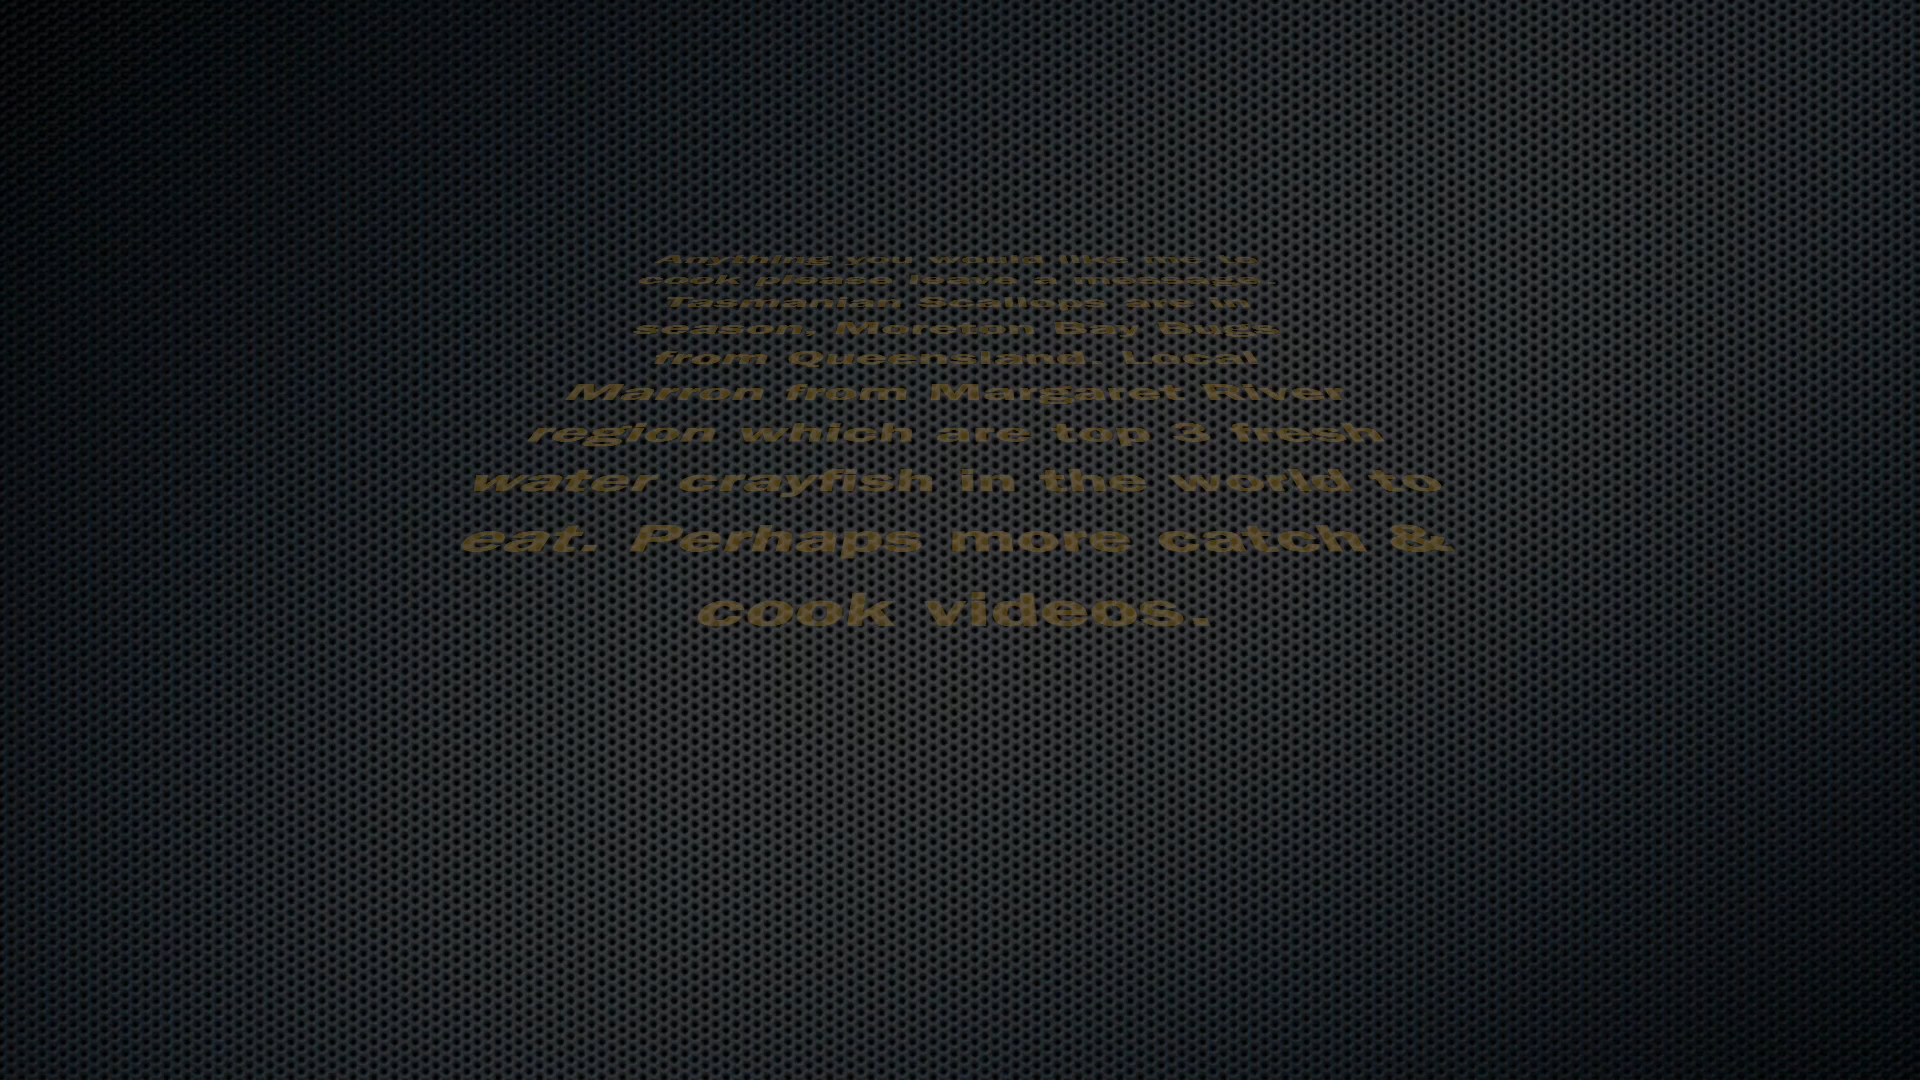 Anything you would like me to
cook please leave a message.
Tasmanian Scallops are in
season, Moreton Bay Bugs
from Queensland. Local
Marron from Margaret River
region which are top 3 fresh
water crayfish in the world to
eat. Perhaps more catch &
cook videos.